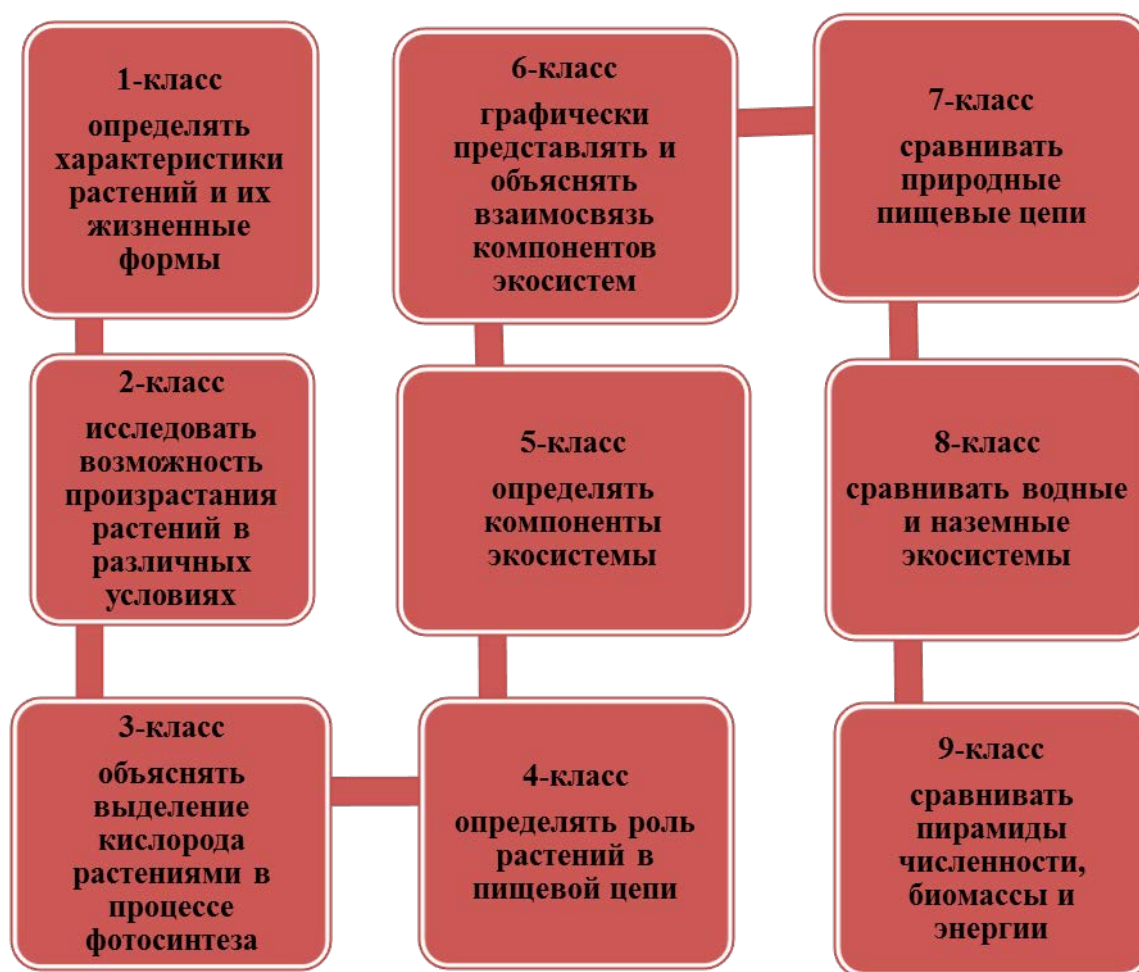 1-класс
определять
характеристики
растений и их
жизненные
формы
2-класс
исследовать
возможность
произрастания
растений в
различных
условиях
3-класс
объяснять
выделение
кислорода
растениями в
процессе
фотосинтеза
4-класс
определять роль
растений в
пищевой цепи
5-класс
определять
компоненты
экосистемы
6-класс
графически
представлять и
объяснять
взаимосвязь
компонентов
экосистем
7-класс
сравнивать
природные
пищевые цепи
8-класс
сравнивать водные
и наземные
экосистемы
9-класс
сравнивать
пирамиды
численности,
биомассы и
энергии